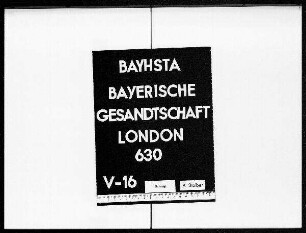 BAYHSTA
BAYERISCHE
GESANDTSCHAFT
LONDON
630
V-16